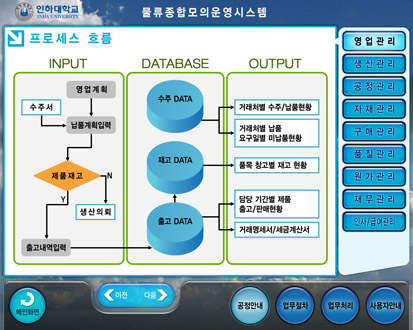 인하대학교
INHA UNIVERSITY
물류종합모의운영시스템
프로세스 흐름
INPUT
DATABASE
OUTPUT
영업계획
수주서
납품계획입력
제품재고
N
Y
생산의뢰
출고내역입력
수주 DATA
재고 DATA
출고 DATA
거래처별 수주/납품현황
거래처별 납품
요구일별 미납품현황
품목 창고별 재고 현황
담당 기간별 제품
출고/판매현황
거래명세서/세금계산서
영업관리
생산관리
공정관리
자재관리
구매관리
품질관리
원가관리
재무관리
인사/급여관리
메인화면
이전
다음
공정안내
업무절차
업무처리
사용자안내